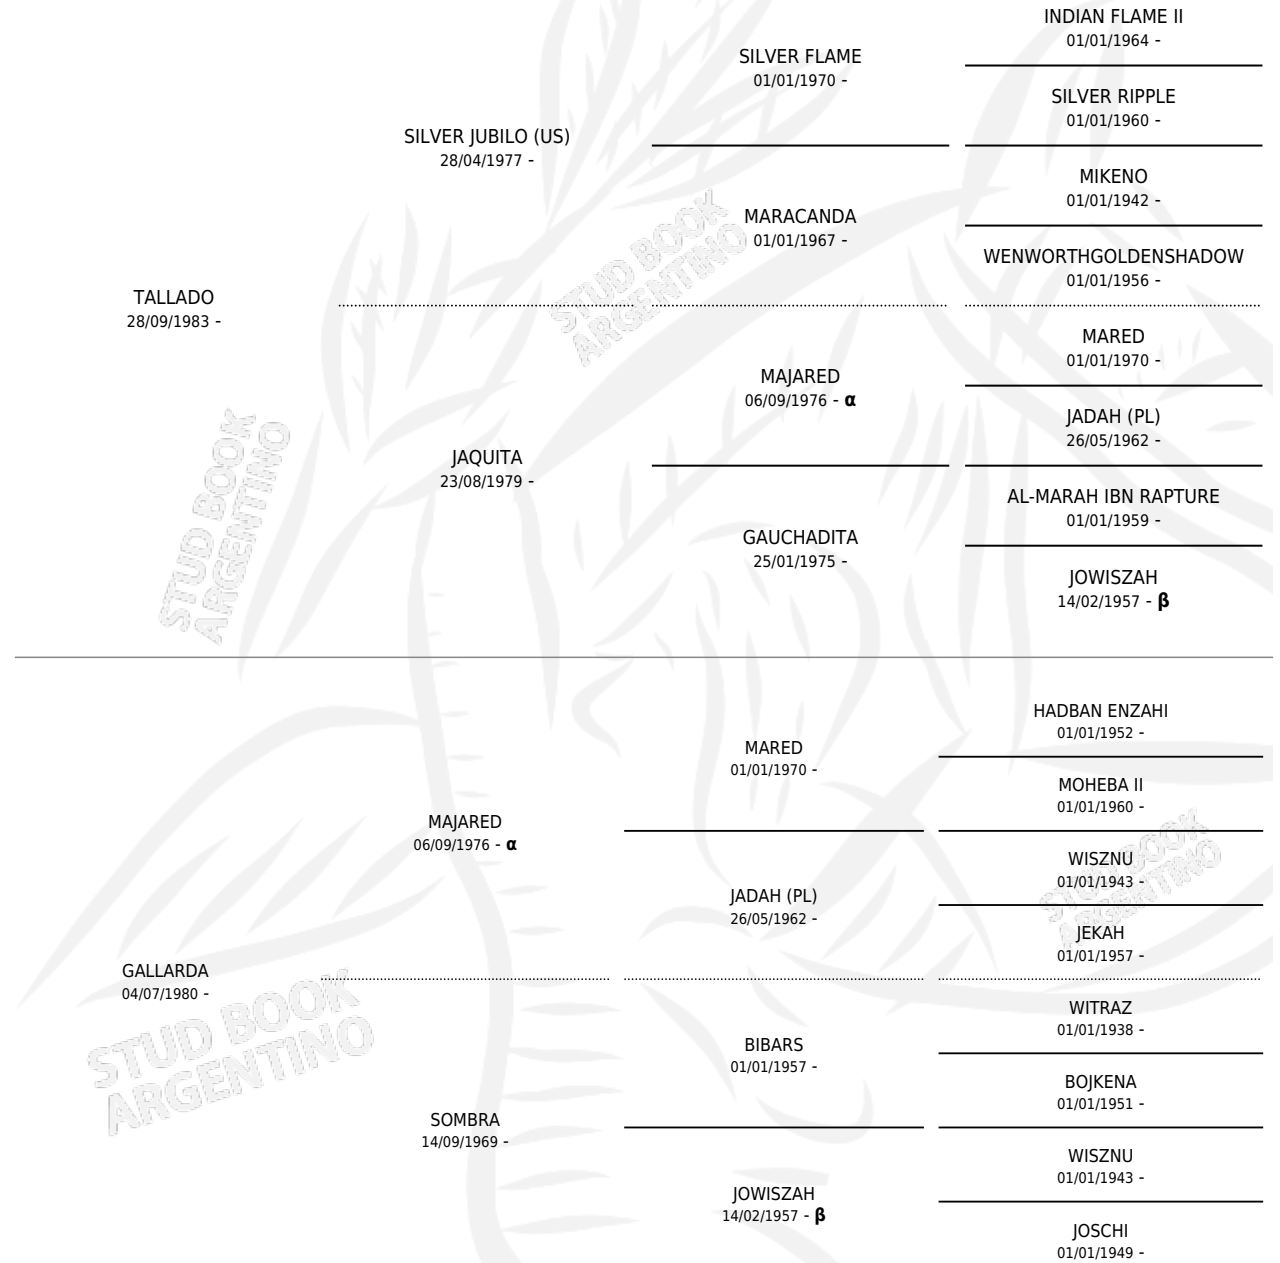 INDIAN FLAME II
01/01/1964 -
SILVER FLAME
01/01/1970 -
SILVER RIPPLE
01/01/1960 -
SILVER JUBILO (US)
28/04/1977 -
MIKENO
01/01/1942 -
MARACANDA
01/01/1967 -
WENWORTHGOLDENSHADOW
01/01/1956 -
TALLADO
28/09/1983 -
MARED
01/01/1970 -
MAJARED
06/09/1976 - α
JADAH (PL)
26/05/1962 -
JAQUITA
23/08/1979 -
AL-MARAH IBN RAPTURE
01/01/1959 -
GAUCHADITA
25/01/1975 -
JOWISZAH
14/02/1957 - β
HADBAN ENZAHI
01/01/1952 -
MARED
01/01/1970 -
MOHEBA II
01/01/1960 -
MAJARED
06/09/1976 - α
WISZNU
01/01/1943 -
JADAH (PL)
26/05/1962 -
JEKAH
01/01/1957 -
GALLARDA
04/07/1980 -
WITRAZ
01/01/1938 -
BIBARS
01/01/1957 -
BOJKENA
01/01/1951 -
SOMBRA
14/09/1969 -
WISZNU
01/01/1943 -
JOWISZAH
14/02/1957 - β
JOSCHI
01/01/1949 -
STUD BOOK
ARGENTINO
STUD BOOK
ARGENTINO
STUD BOOK
ARGENTINO
STUD BOOK
ARGENTINO